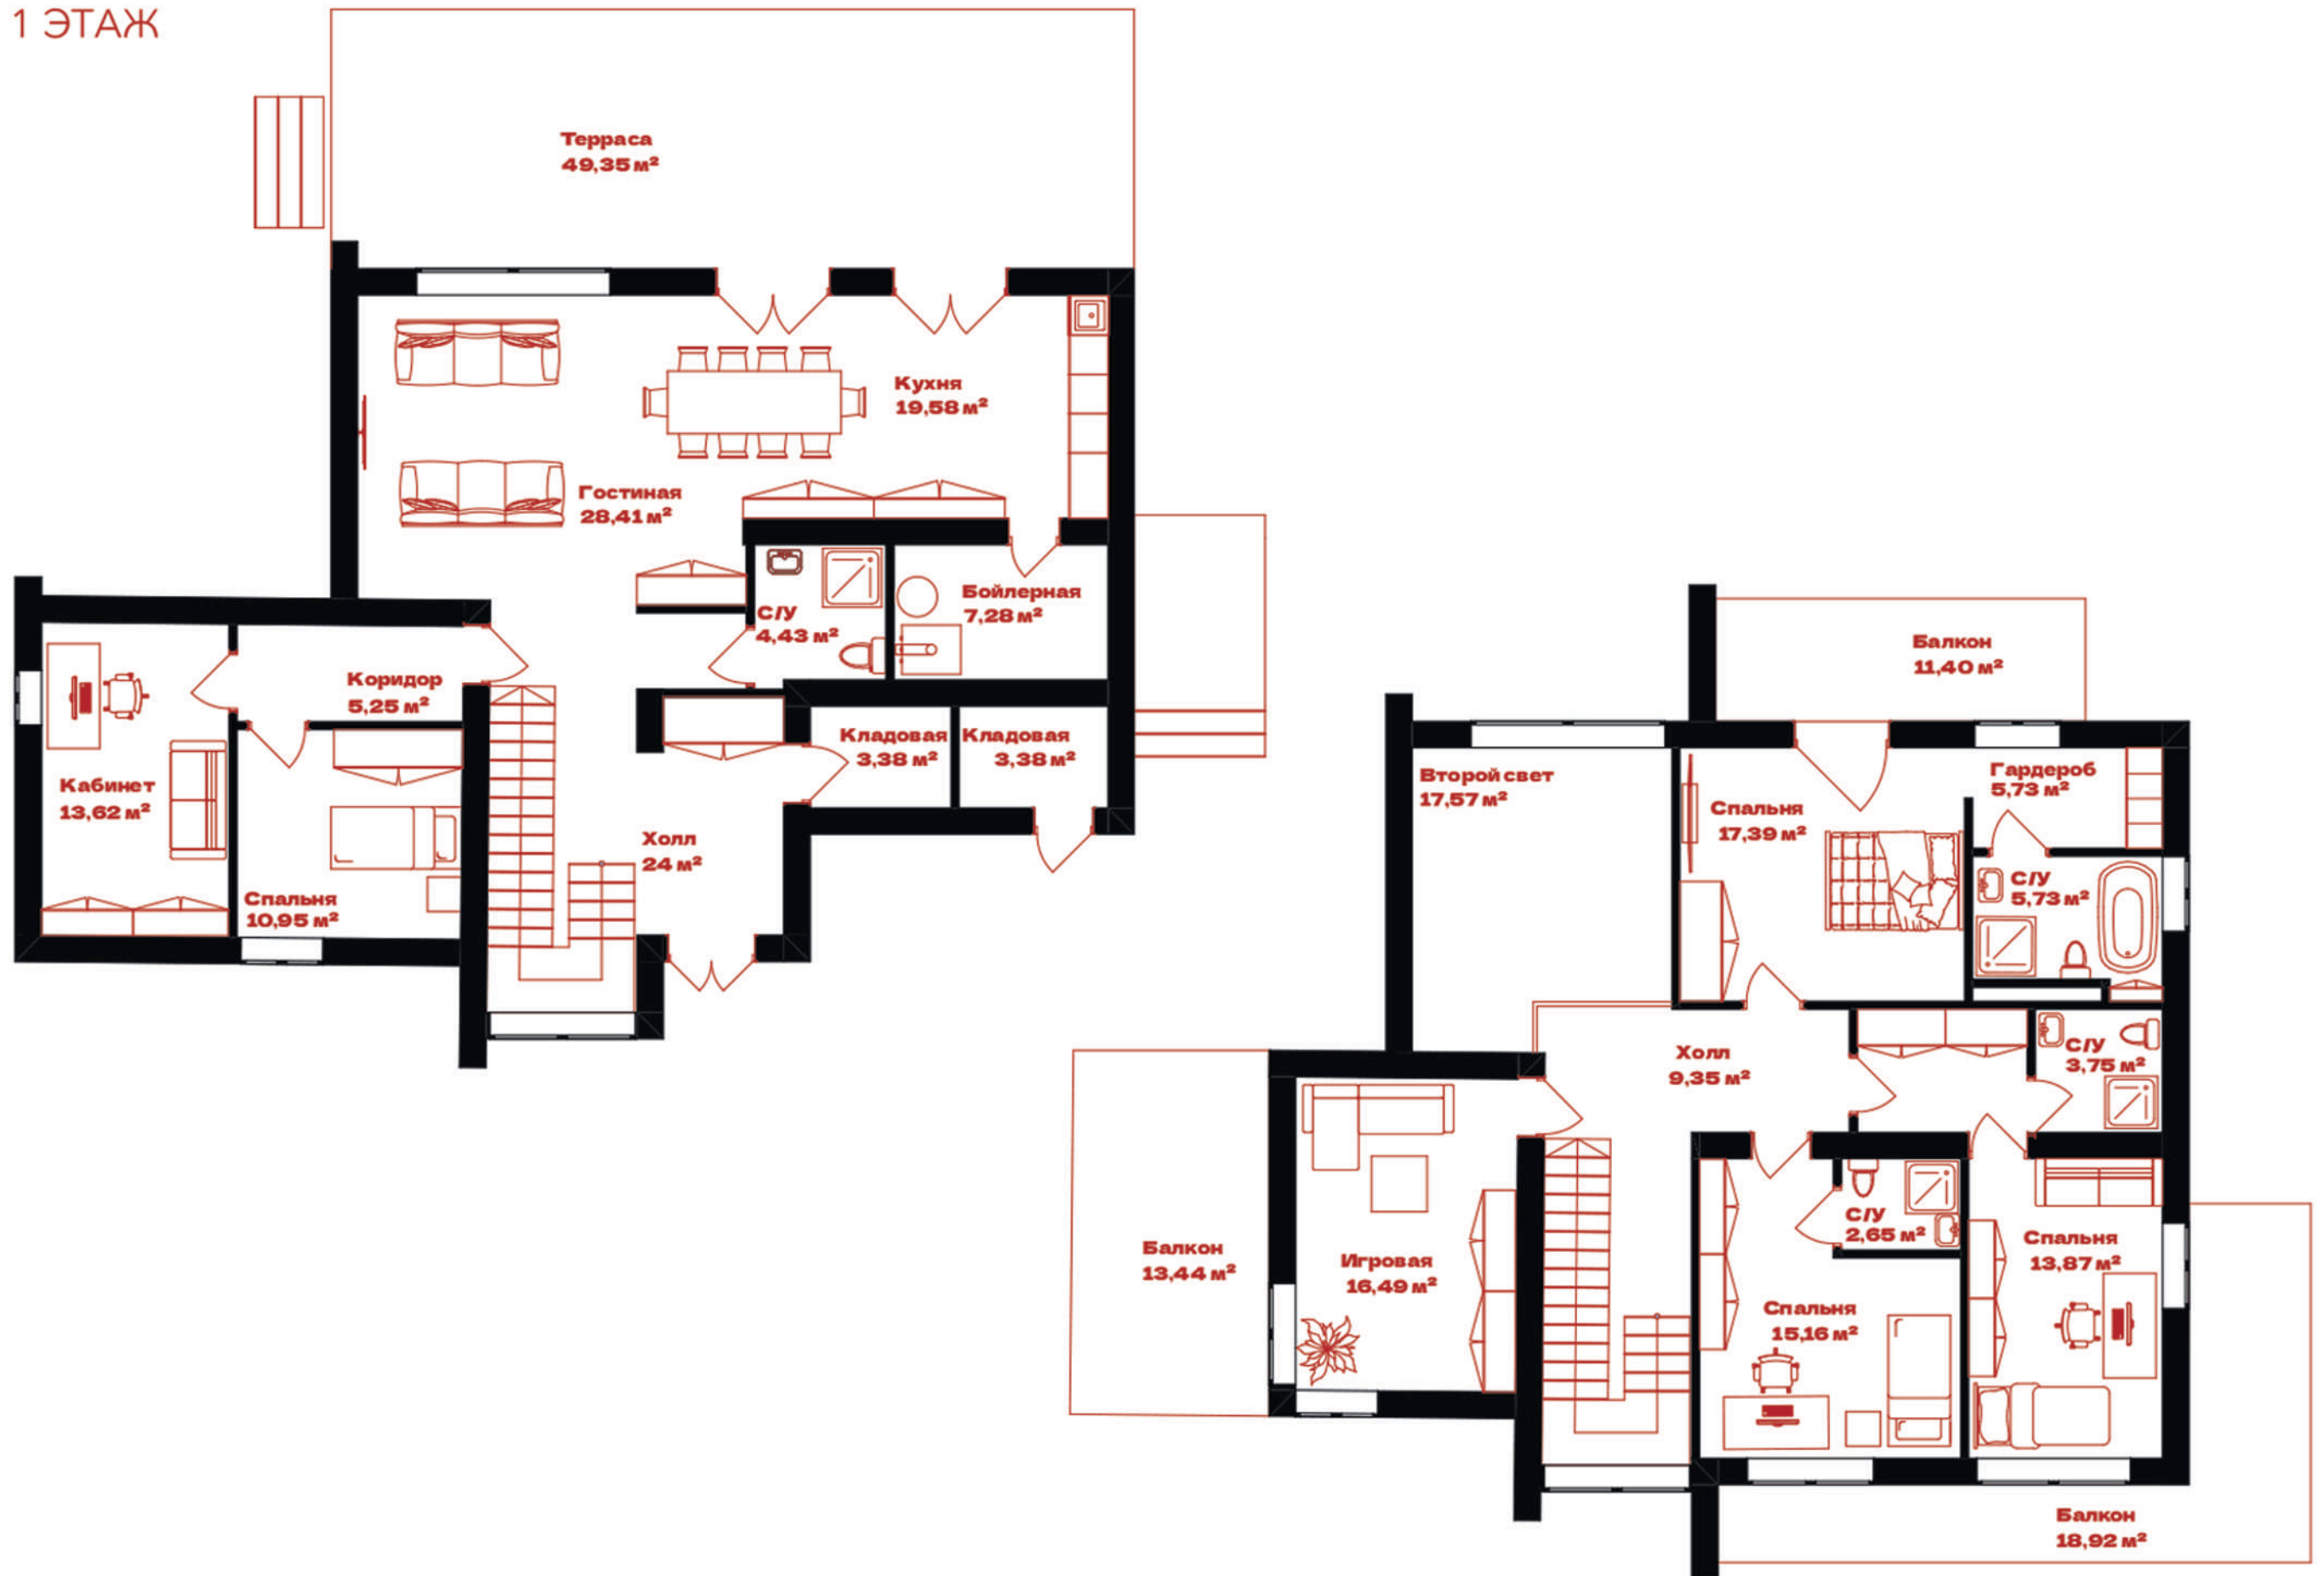 1 ЭТАЖ
Терраса
49,35 м²
Кухня
19,58 м²
Гостиная
28,41 м²
Бойлерная
7,28 м²
С/У
4,43 м²
Коридор
5,25 м²
Кладовая
3,38 м²
Кладовая
3,38 м²
Кабинет
13,62 м²
Холл
24 м²
Спальня
10,95 м²
Балкон
11,40 м²
Второй свет
17,57 м²
Спальня
17,39 м²
Гардероб
5,73 м²
С/У
5,73 м²
Холл
9,35 м²
С/У
3,75 м²
Балкон
13,44 м²
Игровая
16,49 м²
С/У
2,65 м²
Спальня
13,87 м²
Спальня
15,16 м²
Балкон
18,92 м²